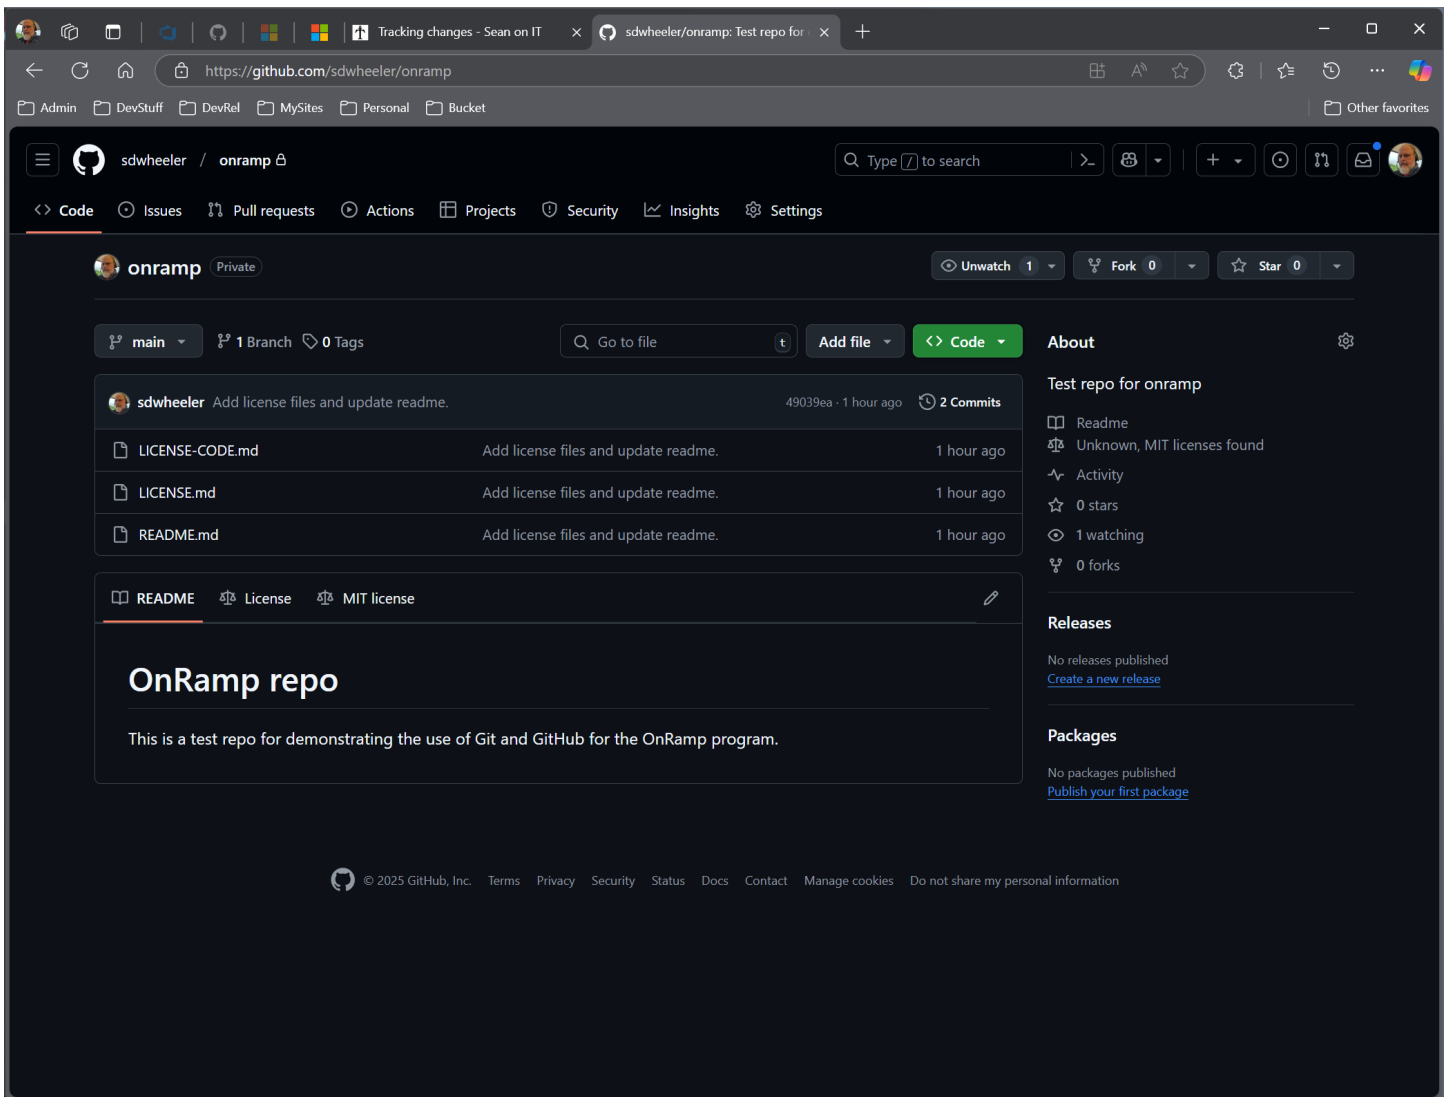 Tracking changes - Sean on IT
sdwheeler/onramp: Test repo for
https://github.com/sdwheeler/onramp
Admin DevStuff DevRel MySites Personal Bucket Other favorites
sdwheeler / onramp Type / to search
Code Issues Pull requests Actions Projects Security Insights Settings
onramp Private Unwatch 1 Fork 0 Star 0
main 1 Branch 0 Tags Go to file t Add file Code
sdwheeler Add license files and update readme. 49039ea · 1 hour ago 2 Commits
LICENSE-CODE.md Add license files and update readme. 1 hour ago
LICENSE.md Add license files and update readme. 1 hour ago
README.md Add license files and update readme. 1 hour ago
README License MIT license
OnRamp repo
This is a test repo for demonstrating the use of Git and GitHub for the OnRamp program.
About
Test repo for onramp
Readme
Unknown, MIT licenses found
Activity
0 stars
1 watching
0 forks
Releases
No releases published
Create a new release
Packages
No packages published
Publish your first package
© 2025 GitHub, Inc. Terms Privacy Security Status Docs Contact Manage cookies Do not share my personal information